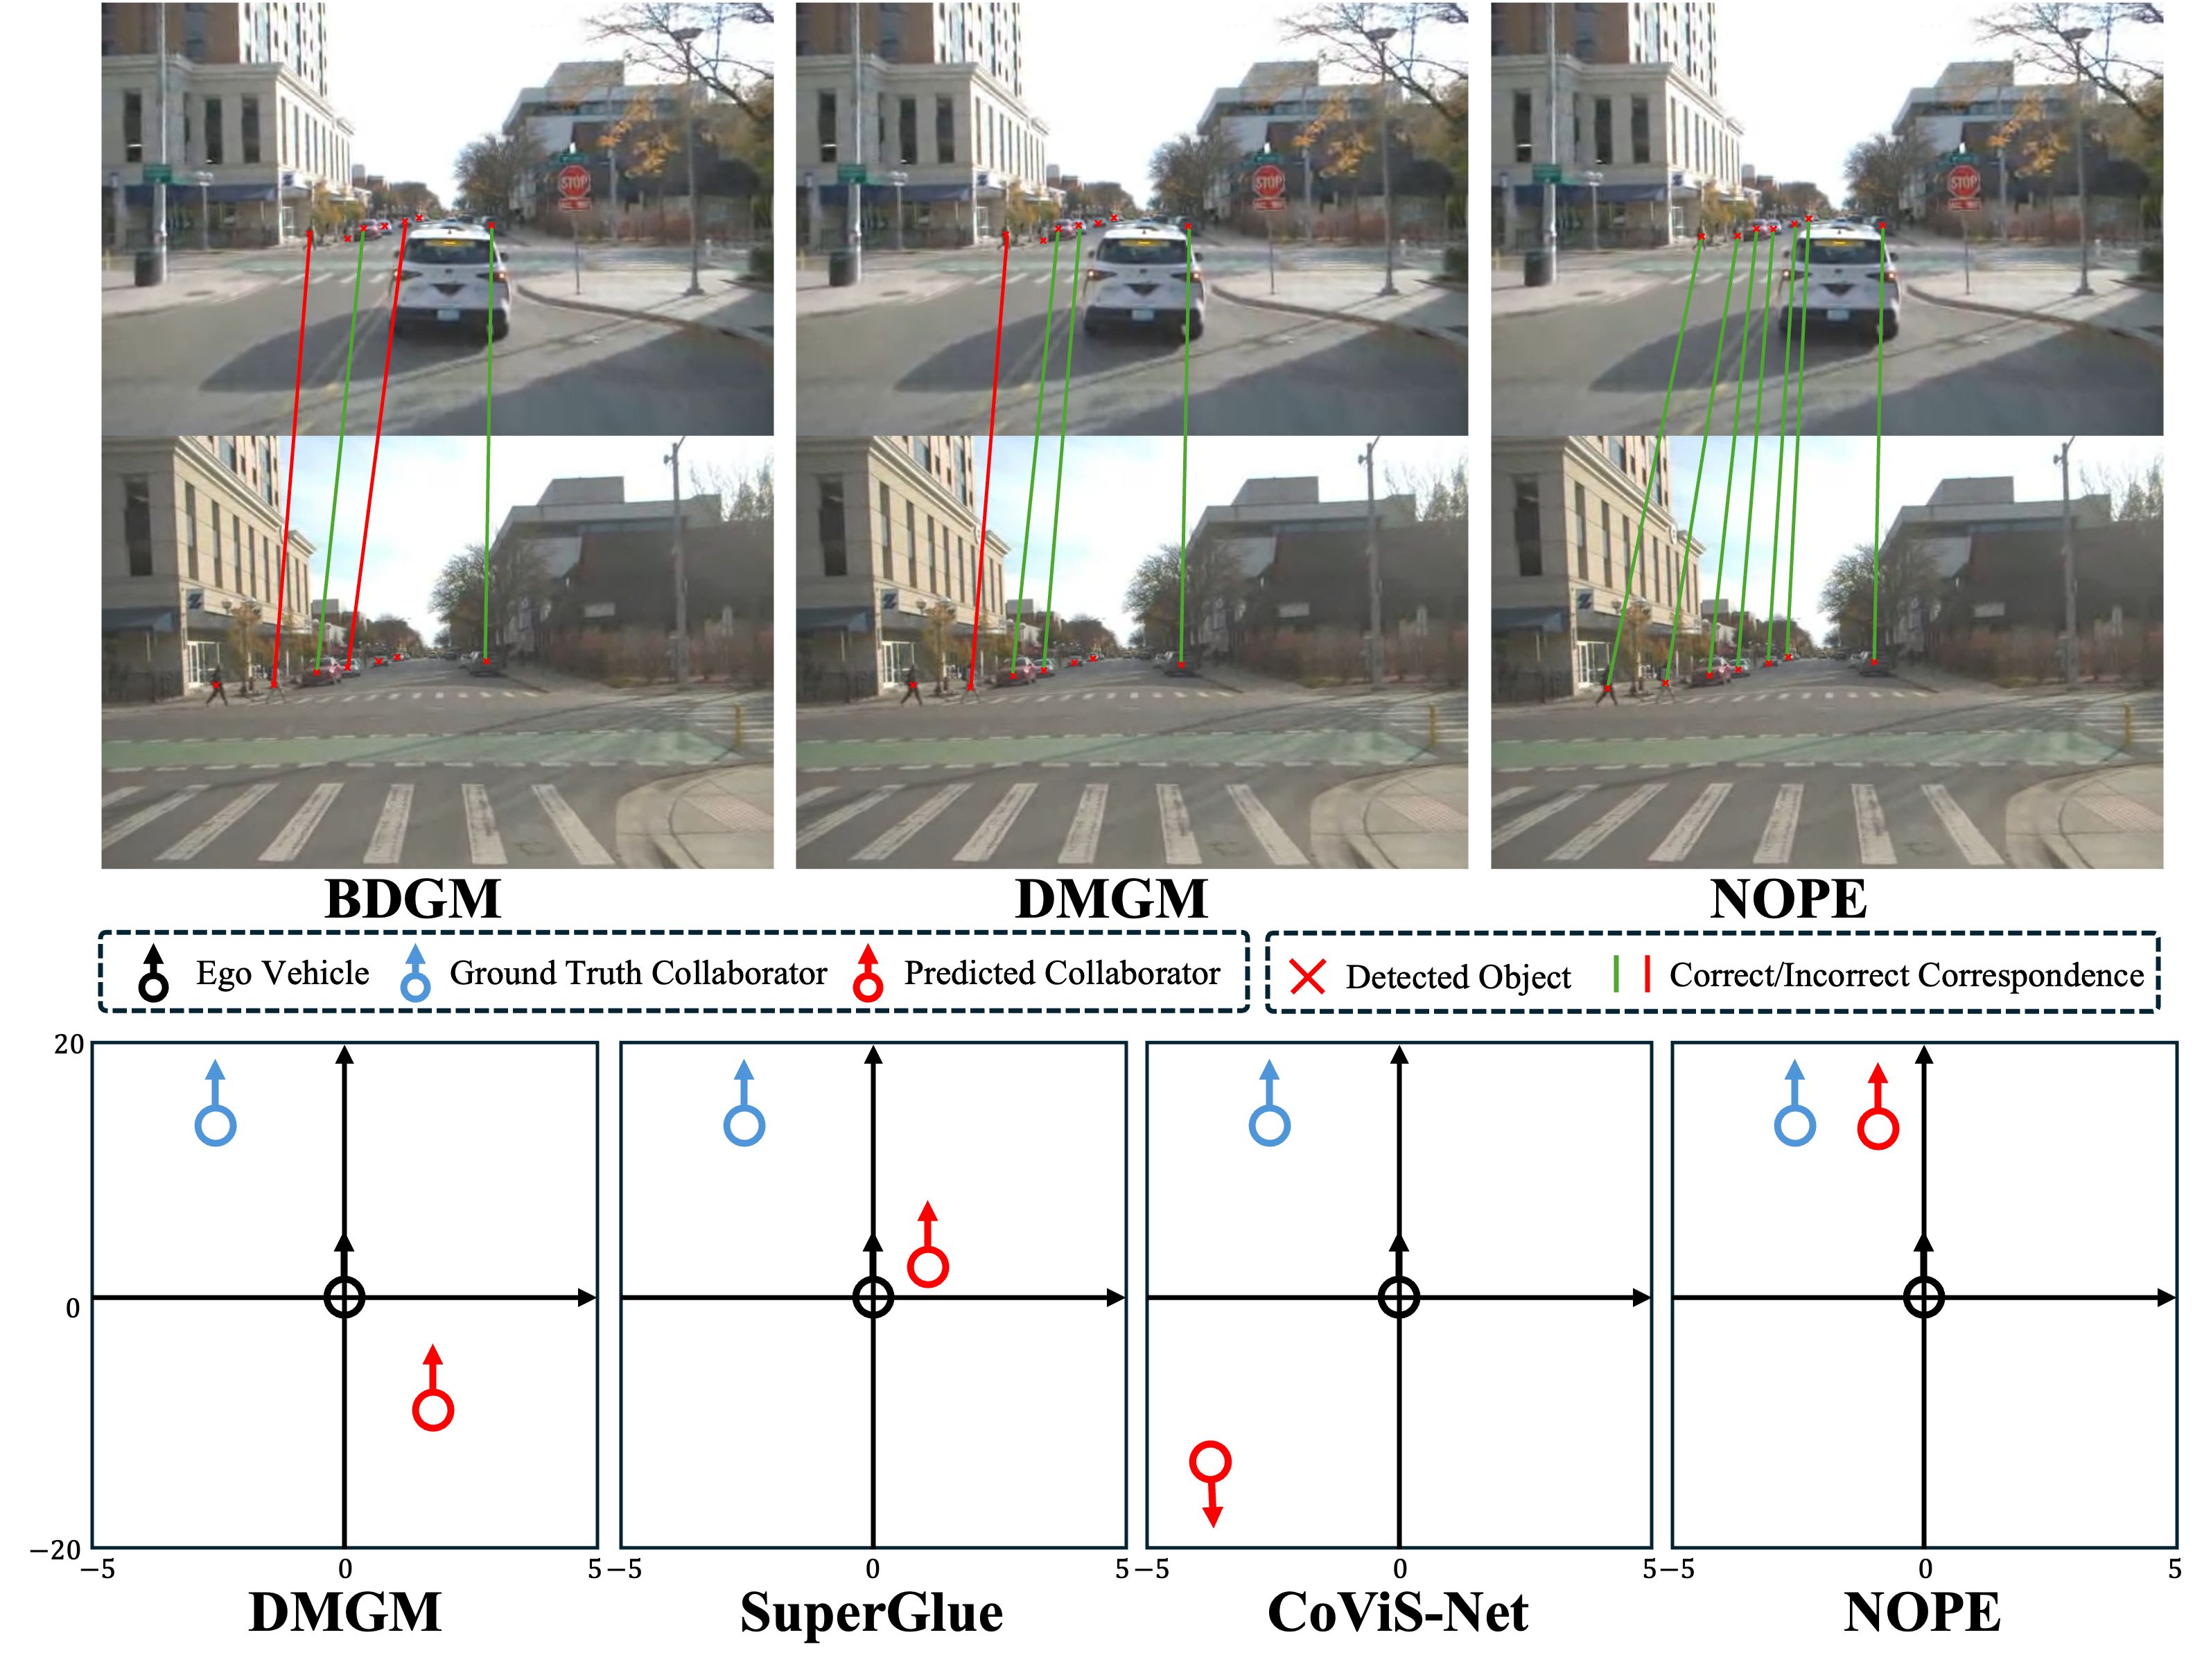 STOP
STOP
STOP
Z
Z
Z
BDGM
DMGM
NOPE
Ego Vehicle
Ground Truth Collaborator
Predicted Collaborator
Detected Object
Correct/Incorrect Correspondence
20
0
−20
−5
0
5
−5
0
5
−5
0
5
−5
0
5
DMGM
SuperGlue
CoViS-Net
NOPE